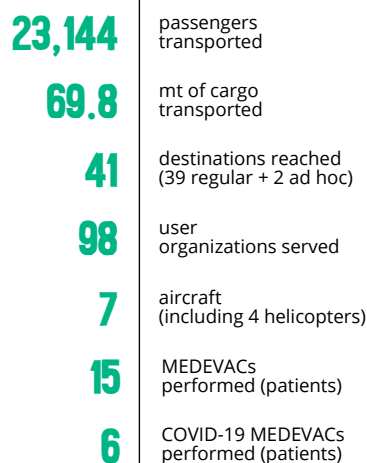 23,144
passengers
transported
69.8
mt of cargo
transported
41
destinations reached
(39 regular + 2 ad hoc)
98
user
organizations served
7
aircraft
(including 4 helicopters)
15
MEDEVACs
performed (patients)
6
COVID-19 MEDEVACs
performed (patients)